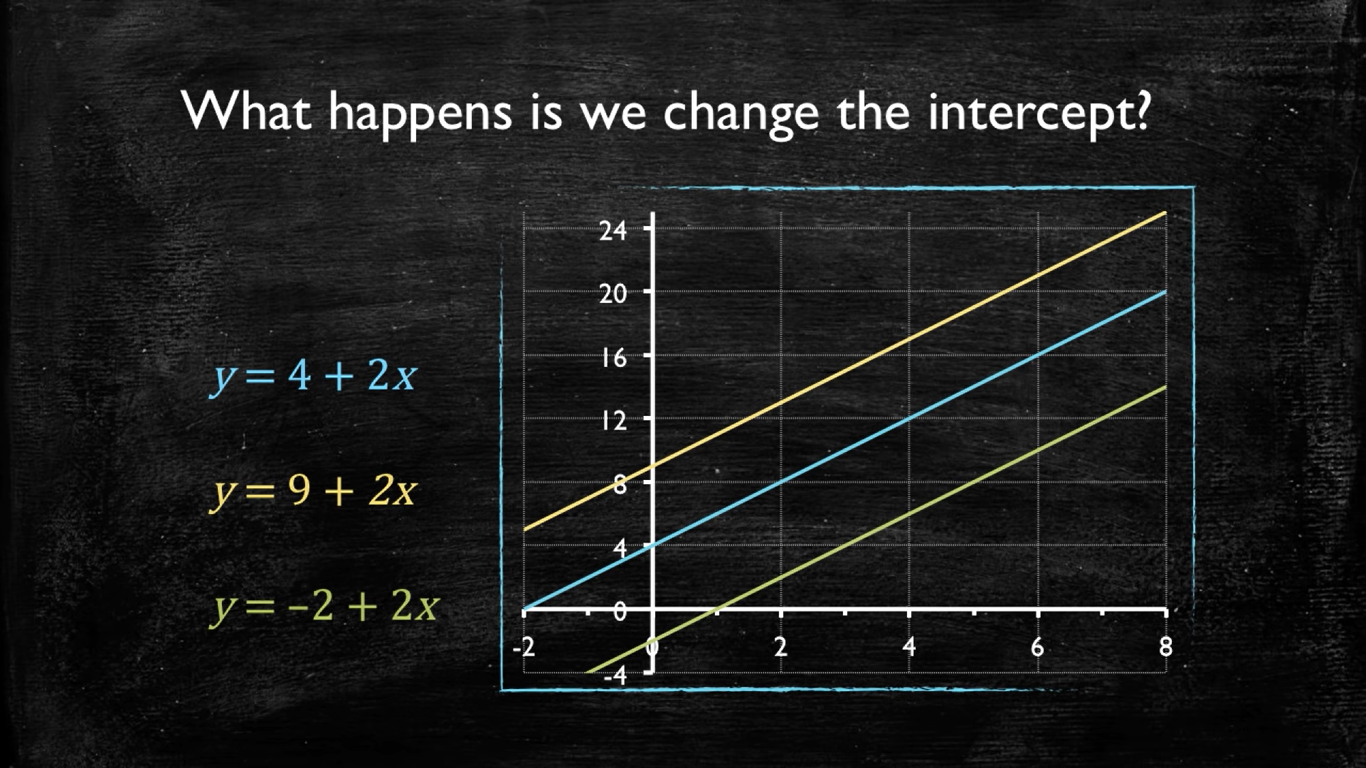 What happens is we change the intercept?
y = 4 + 2x
y = 9 + 2x
y = –2 + 2x
24
20
16
12
8
4
0
-4
-2 0 2 4 6 8